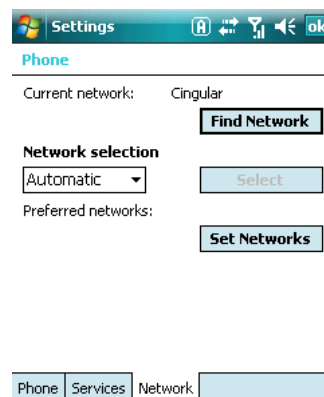 Settings A ok
Phone
Current network: Cingular
Find Network
Network selection
Automatic Select
Preferred networks:
Set Networks
Phone Services Network